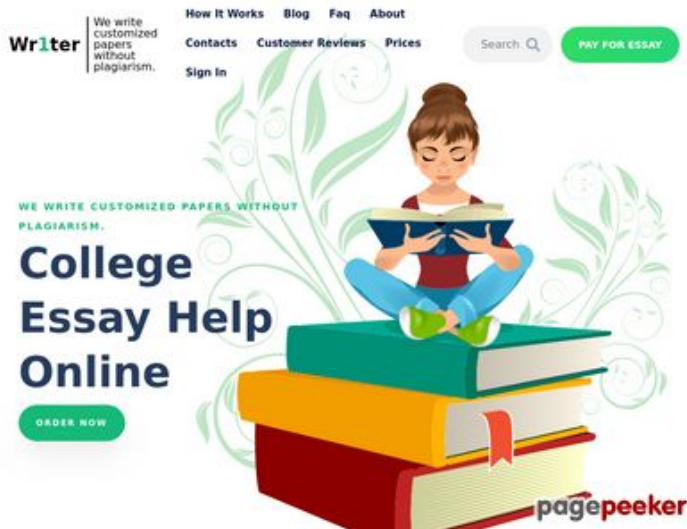 Wr1ter
We write
customized
papers
without
plagiarism.
How It Works Blog Faq About
Contacts Customer Reviews Prices
Sign In
Search
PAY FOR ESSAY
WE WRITE CUSTOMIZED PAPERS WITHOUT
PLAGIARISM.
College
Essay Help
Online
ORDER NOW
pagepeeker